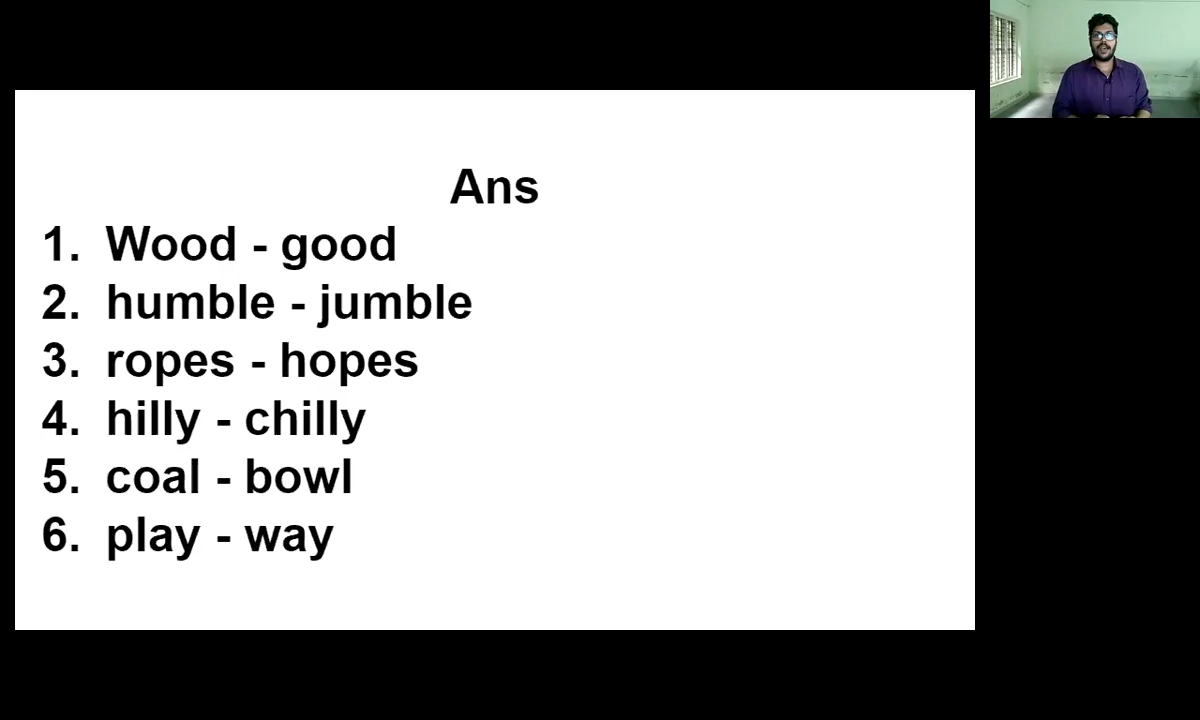 Ans
1. Wood - good
2. humble - jumble
3. ropes - hopes
4. hilly - chilly
5. coal - bowl
6. play - way